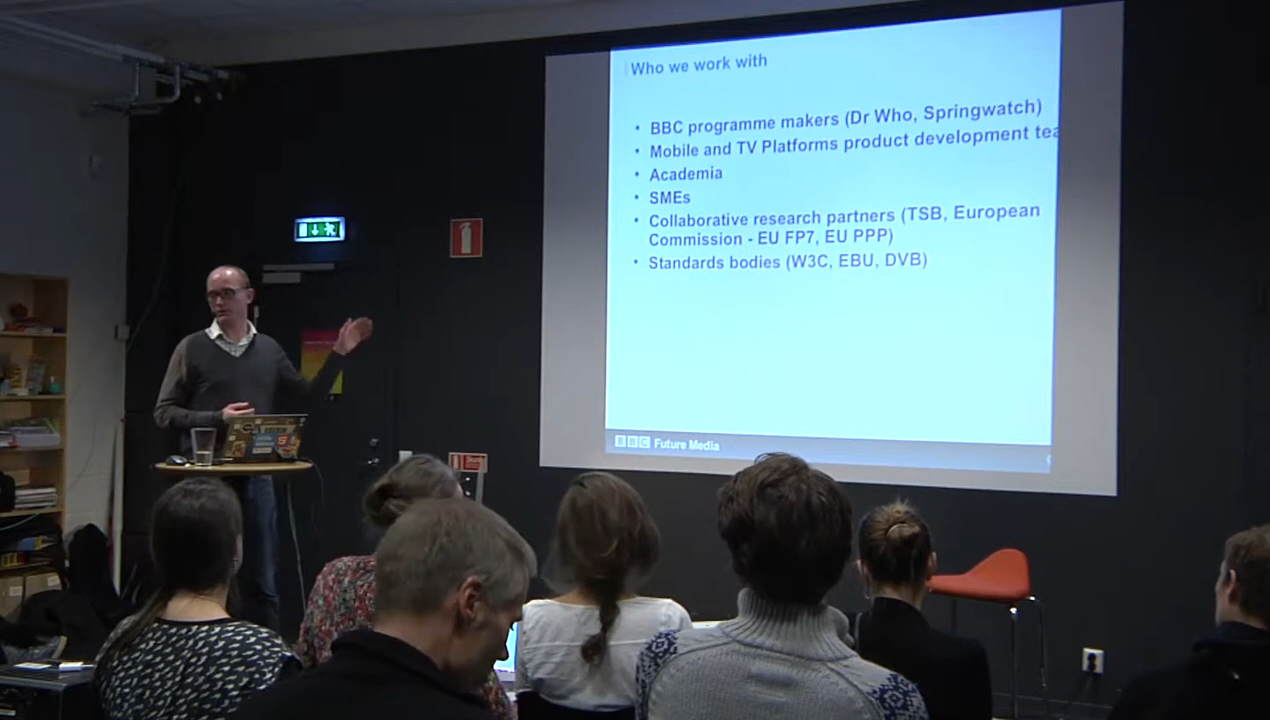 Who we work with
• BBC programme makers (Dr Who, Springwatch)
• Mobile and TV Platforms product development tea
• Academia
• SMEs
• Collaborative research partners (TSB, European
Commission - EU FP7, EU PPP)
• Standards bodies (W3C, EBU, DVB)
BBC Future Media